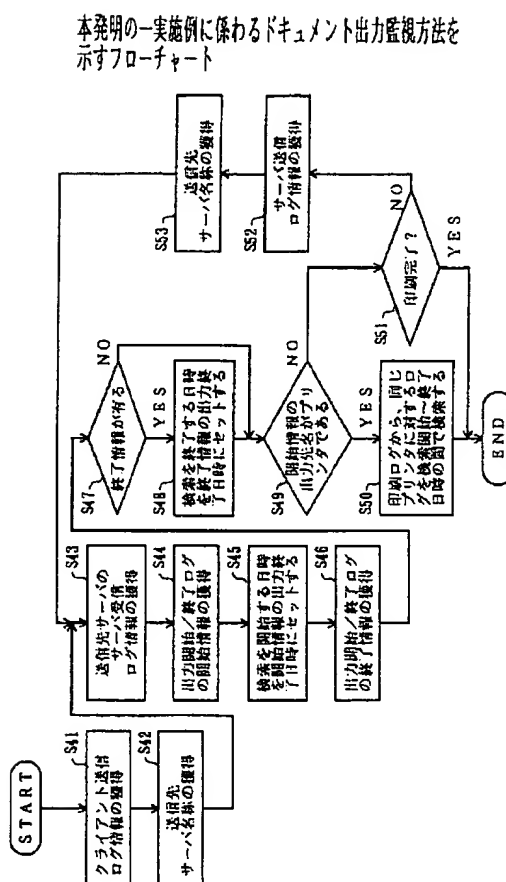 本発明の一実施例に係わるドキュメント出力監視方法を
示すフローチャート
START
S41
クライアント送信
ログ情報の獲得
S42
送信先
サーバ名称の獲得
S43
送信先サーバの
サーバ受信
ログ情報の獲得
S44
出力開始/終了ログ
の開始情報の獲得
S45
検索を開始する日時
を開始情報の出力終
了日時にセットする
S46
出力開始/終了ログ
の終了情報の獲得
S47
終了情報が有る
NO
YES
S48
検索を終了する日時
を終了情報の出力終
了日時にセットする
S49
開始情報の
出力先名がプリ
ンタである
NO
YES
S50
印刷ログから、同じ
プリンタに対するロ
グを検索開始～終了
日時の間で検索する
S51
印刷完了?
NO
YES
S52
サーバ送信
ログ情報の獲得
S53
送信先
サーバ名称の獲得
END